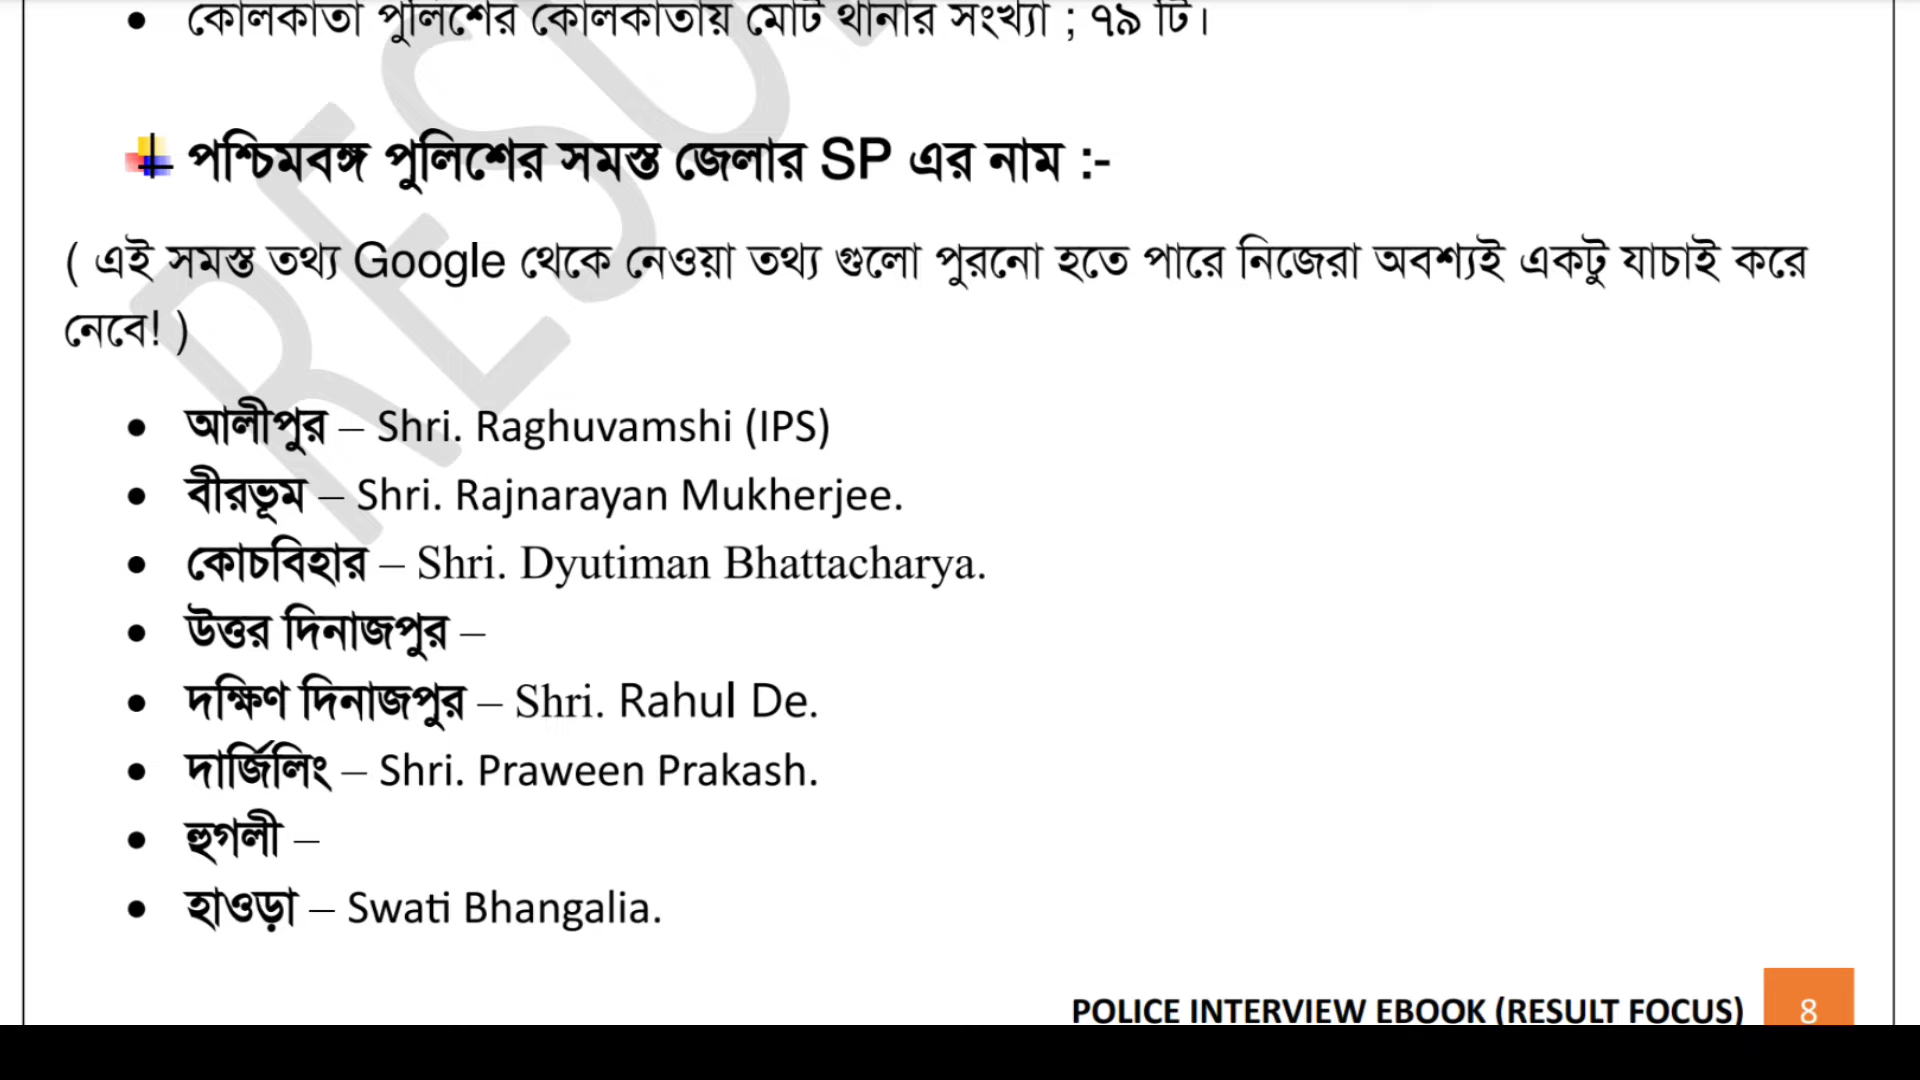 • কোলকাতা পুলিশের কোলকাতায় মোট থানার সংখ্যা ; ৭৯ টি।
পশ্চিমবঙ্গ পুলিশের সমস্ত জেলার SP এর নাম :-
( এই সমস্ত তথ্য Google থেকে নেওয়া তথ্য গুলো পুরনো হতে পারে নিজেরা অবশ্যই একটু যাচাই করে
নেবে! )
• আলীপুর – Shri. Raghuvamshi (IPS)
• বীরভূম – Shri. Rajnarayan Mukherjee.
• কোচবিহার – Shri. Dyutiman Bhattacharya.
• উত্তর দিনাজপুর –
• দক্ষিণ দিনাজপুর – Shri. Rahul De.
• দার্জিলিং – Shri. Praween Prakash.
• হুগলী –
• হাওড়া – Swati Bhangalia.
POLICE INTERVIEW EBOOK (RESULT FOCUS) 8